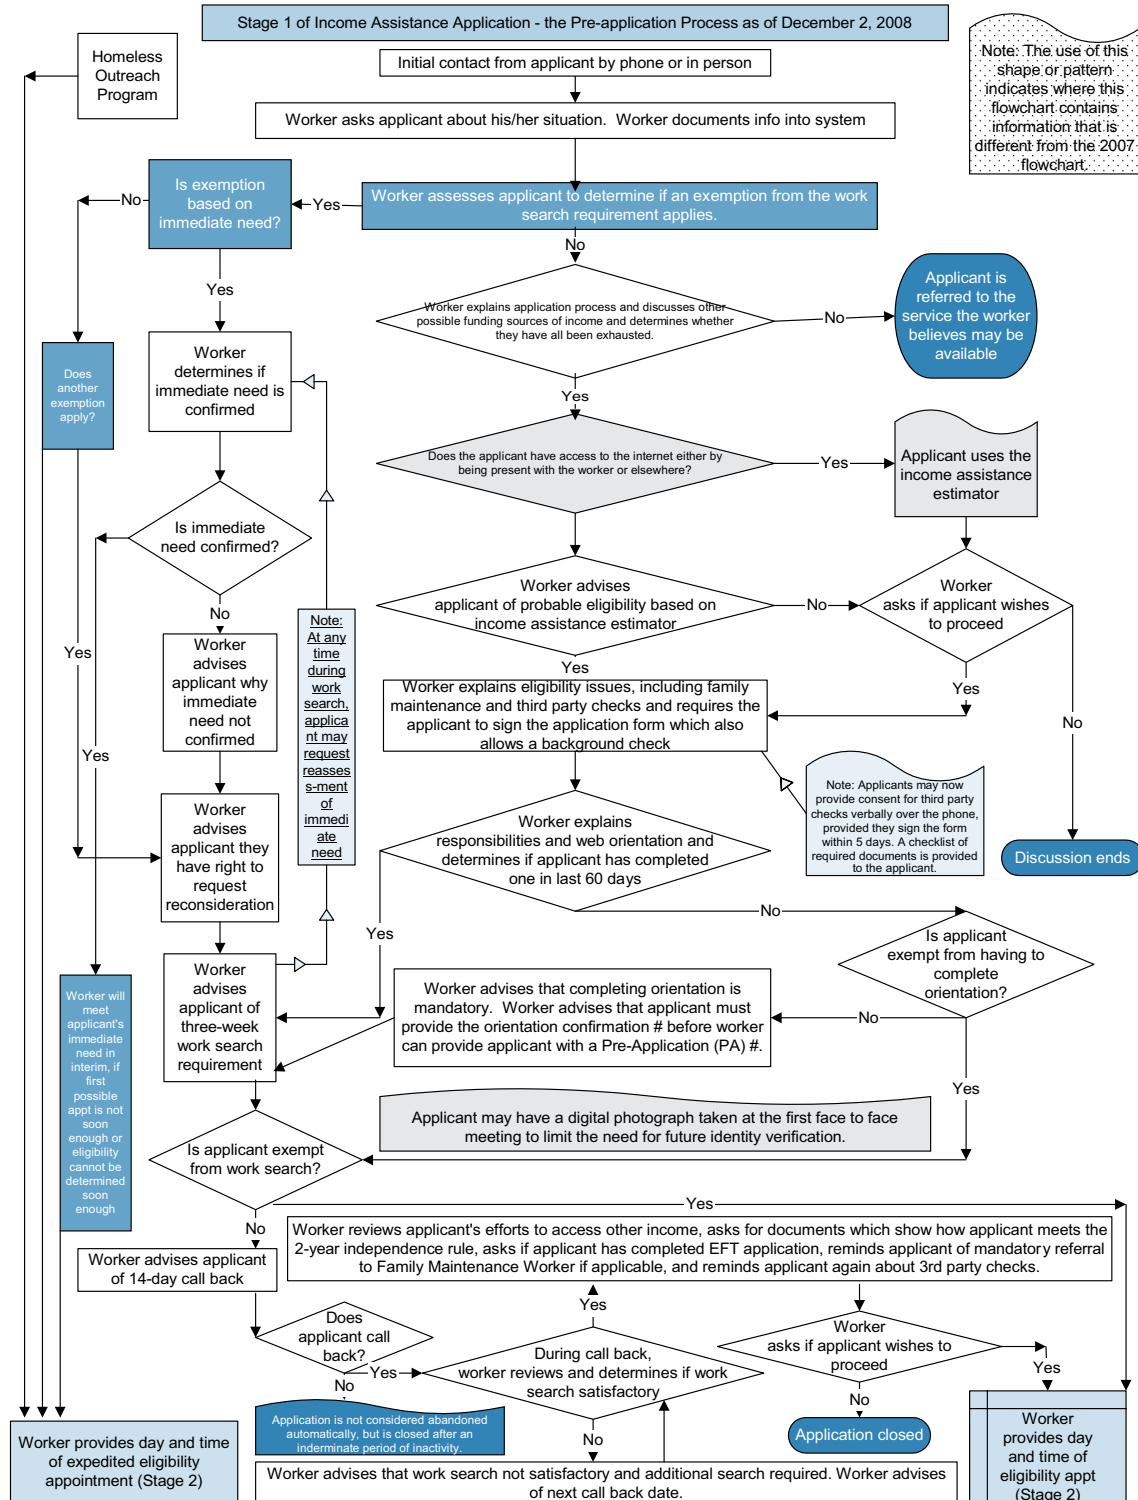 Stage 1 of Income Assistance Application - the Pre-application Process as of December 2, 2008
Homeless
Outreach
Program
Initial contact from applicant by phone or in person
Note: The use of this
shape or pattern
indicates where this
flowchart contains
information that is
different from the 2007
flowchart.
Worker asks applicant about his/her situation.  Worker documents info into system
Is exemption
based on
immediate need?
No
Yes
Worker assesses applicant to determine if an exemption from the work
search requirement applies.
No
Yes
Worker explains application process and discusses other
possible funding sources of income and determines whether
they have all been exhausted.
No
Applicant is
referred to the
service the worker
believes may be
available
Worker
determines if
immediate need is
confirmed
Does
another
exemption
apply?
Yes
Does the applicant have access to the internet either by
being present with the worker or elsewhere?
Yes
Applicant uses the
income assistance
estimator
Is immediate
need confirmed?
Worker advises
applicant of probable eligibility based on
income assistance estimator
No
Worker
asks if applicant wishes
to proceed
No
Note:
At any
time
during
work
search,
applica
nt may
request
reasses
s-ment
of
immedi
ate
need
Yes
Worker
advises
applicant why
immediate
need not
confirmed
Yes
Yes
Worker explains eligibility issues, including family
maintenance and third party checks and requires the
applicant to sign the application form which also
allows a background check
Yes
No
Note: Applicants may now
provide consent for third party
checks verbally over the phone,
provided they sign the form
within 5 days. A checklist of
required documents is provided
to the applicant.
Worker
advises
applicant they
have right to
request
reconsideration
Worker explains
responsibilities and web orientation and
determines if applicant has completed
one in last 60 days
Discussion ends
No
Yes
Is applicant
exempt from having to
complete
orientation?
Worker
advises
applicant of
three-week
work search
requirement
Worker advises that completing orientation is
mandatory.  Worker advises that applicant must
provide the orientation confirmation # before worker
can provide applicant with a Pre-Application (PA) #.
No
Yes
Worker will
meet
applicant's
immediate
need in
interim, if
first
possible
appt is not
soon
enough or
eligibility
cannot be
determined
soon
enough
Applicant may have a digital photograph taken at the first face to face
meeting to limit the need for future identity verification.
Is applicant exempt
from work search?
Yes
No
Worker reviews applicant's efforts to access other income, asks for documents which show how applicant meets the
2-year independence rule, asks if applicant has completed EFT application, reminds applicant of mandatory referral
to Family Maintenance Worker if applicable, and reminds applicant again about 3rd party checks.
Worker advises applicant
of 14-day call back
Yes
Does
applicant call
back?
Yes
No
During call back,
worker reviews and determines if work
search satisfactory
Worker
asks if applicant wishes to
proceed
Yes
No
Application is not considered abandoned
automatically, but is closed after an
inderminate period of inactivity.
No
Application closed
Worker provides day and time
of expedited eligibility
appointment (Stage 2)
Worker advises that work search not satisfactory and additional search required. Worker advises
of next call back date.
Worker
provides day
and time of
eligibility appt
(Stage 2)